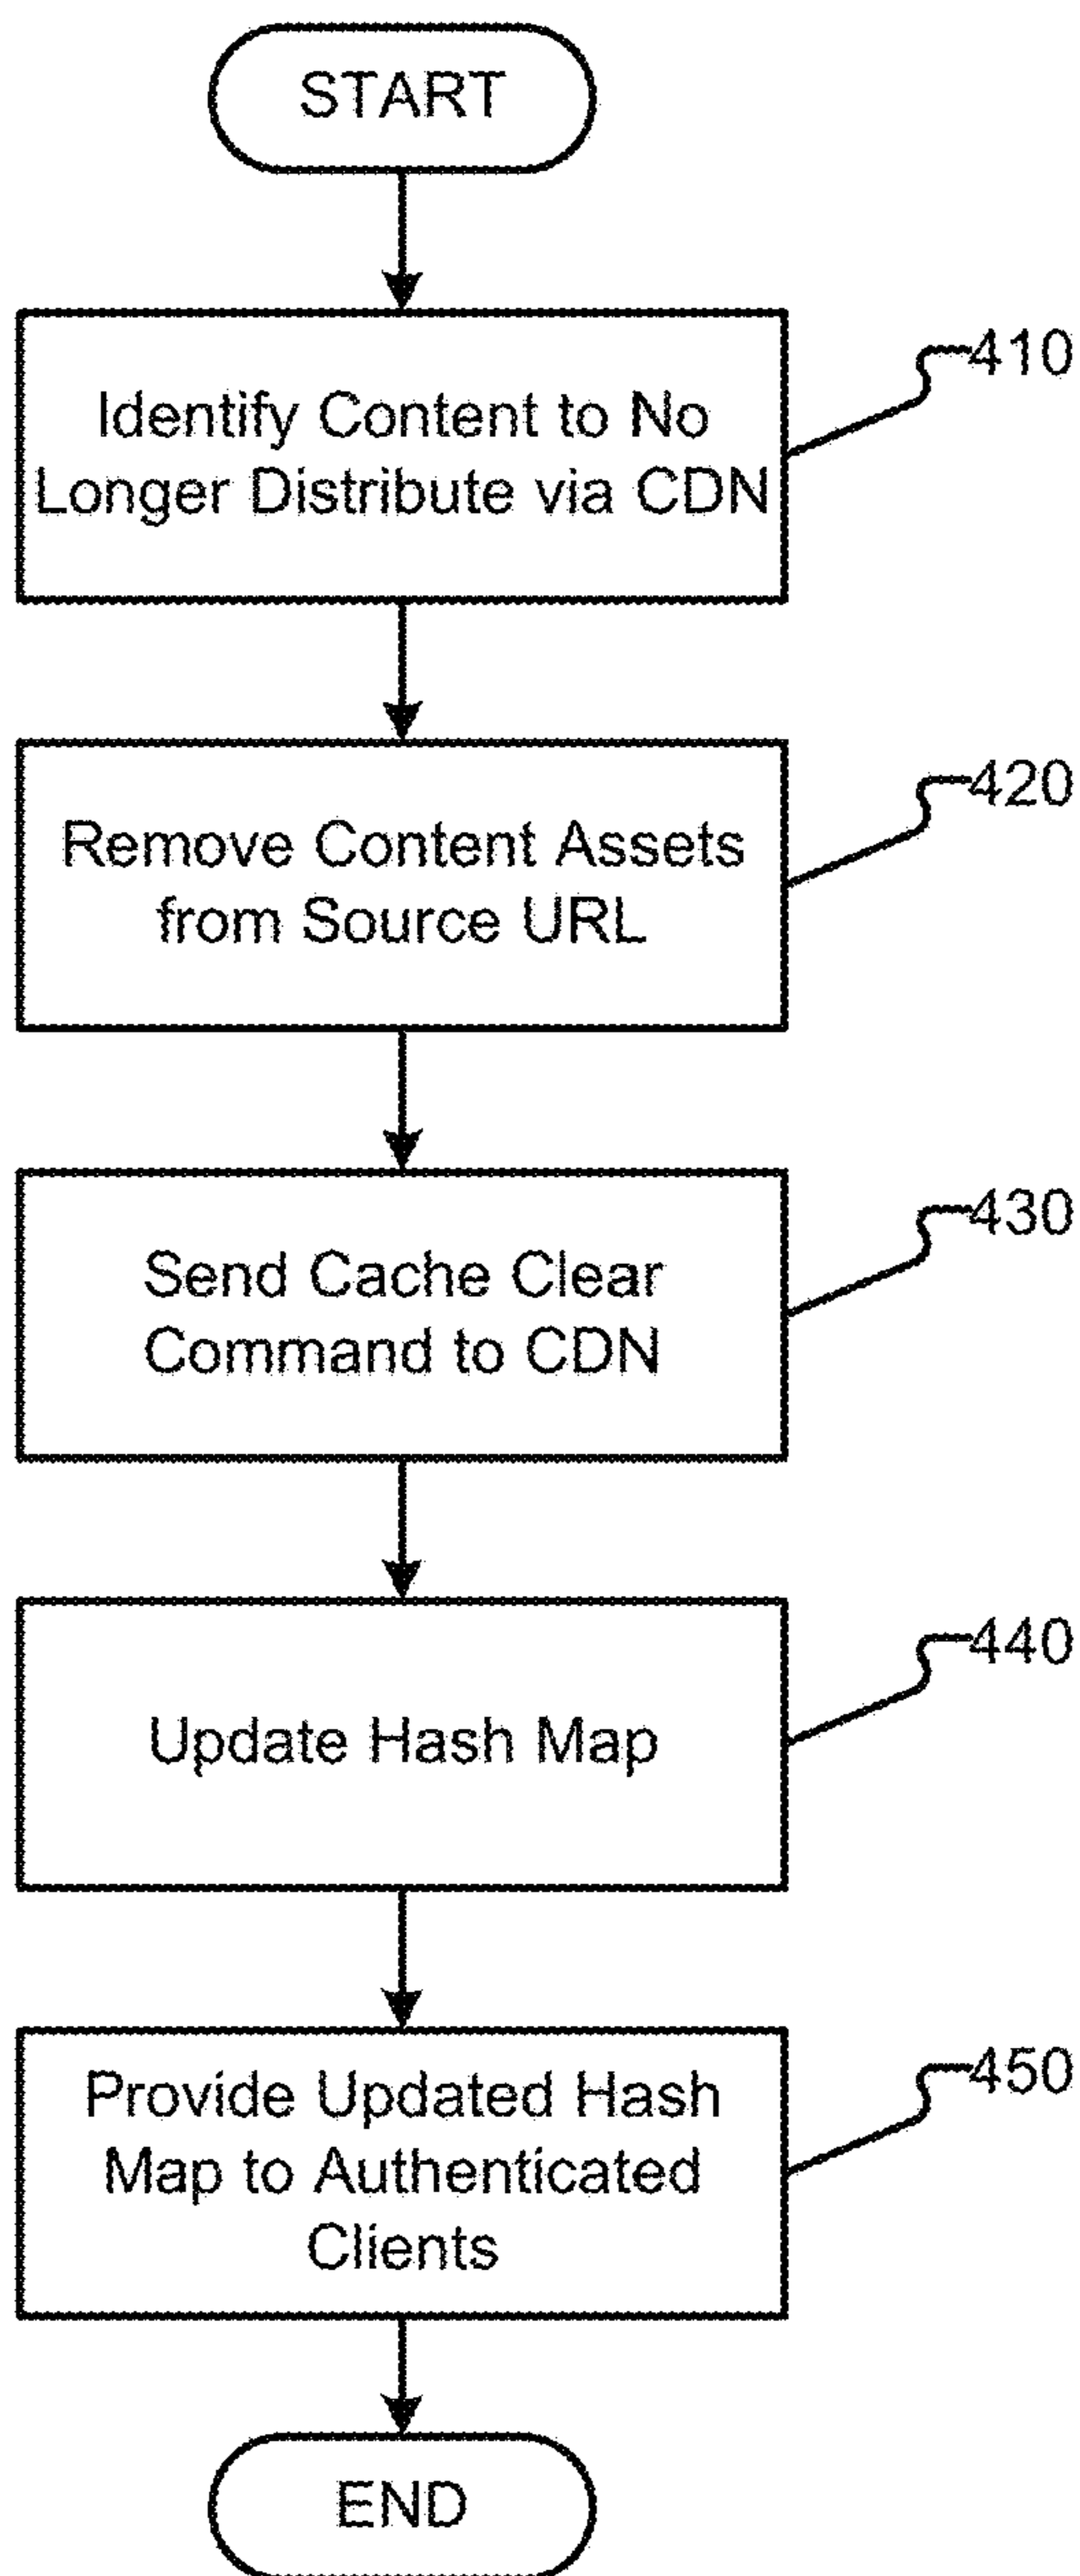 START
Identify Content to No
Longer Distribute via CDN
410
Remove Content Assets
from Source URL
420
Send Cache Clear
Command to CDN
430
Update Hash Map
440
Provide Updated Hash
Map to Authenticated
Clients
450
END